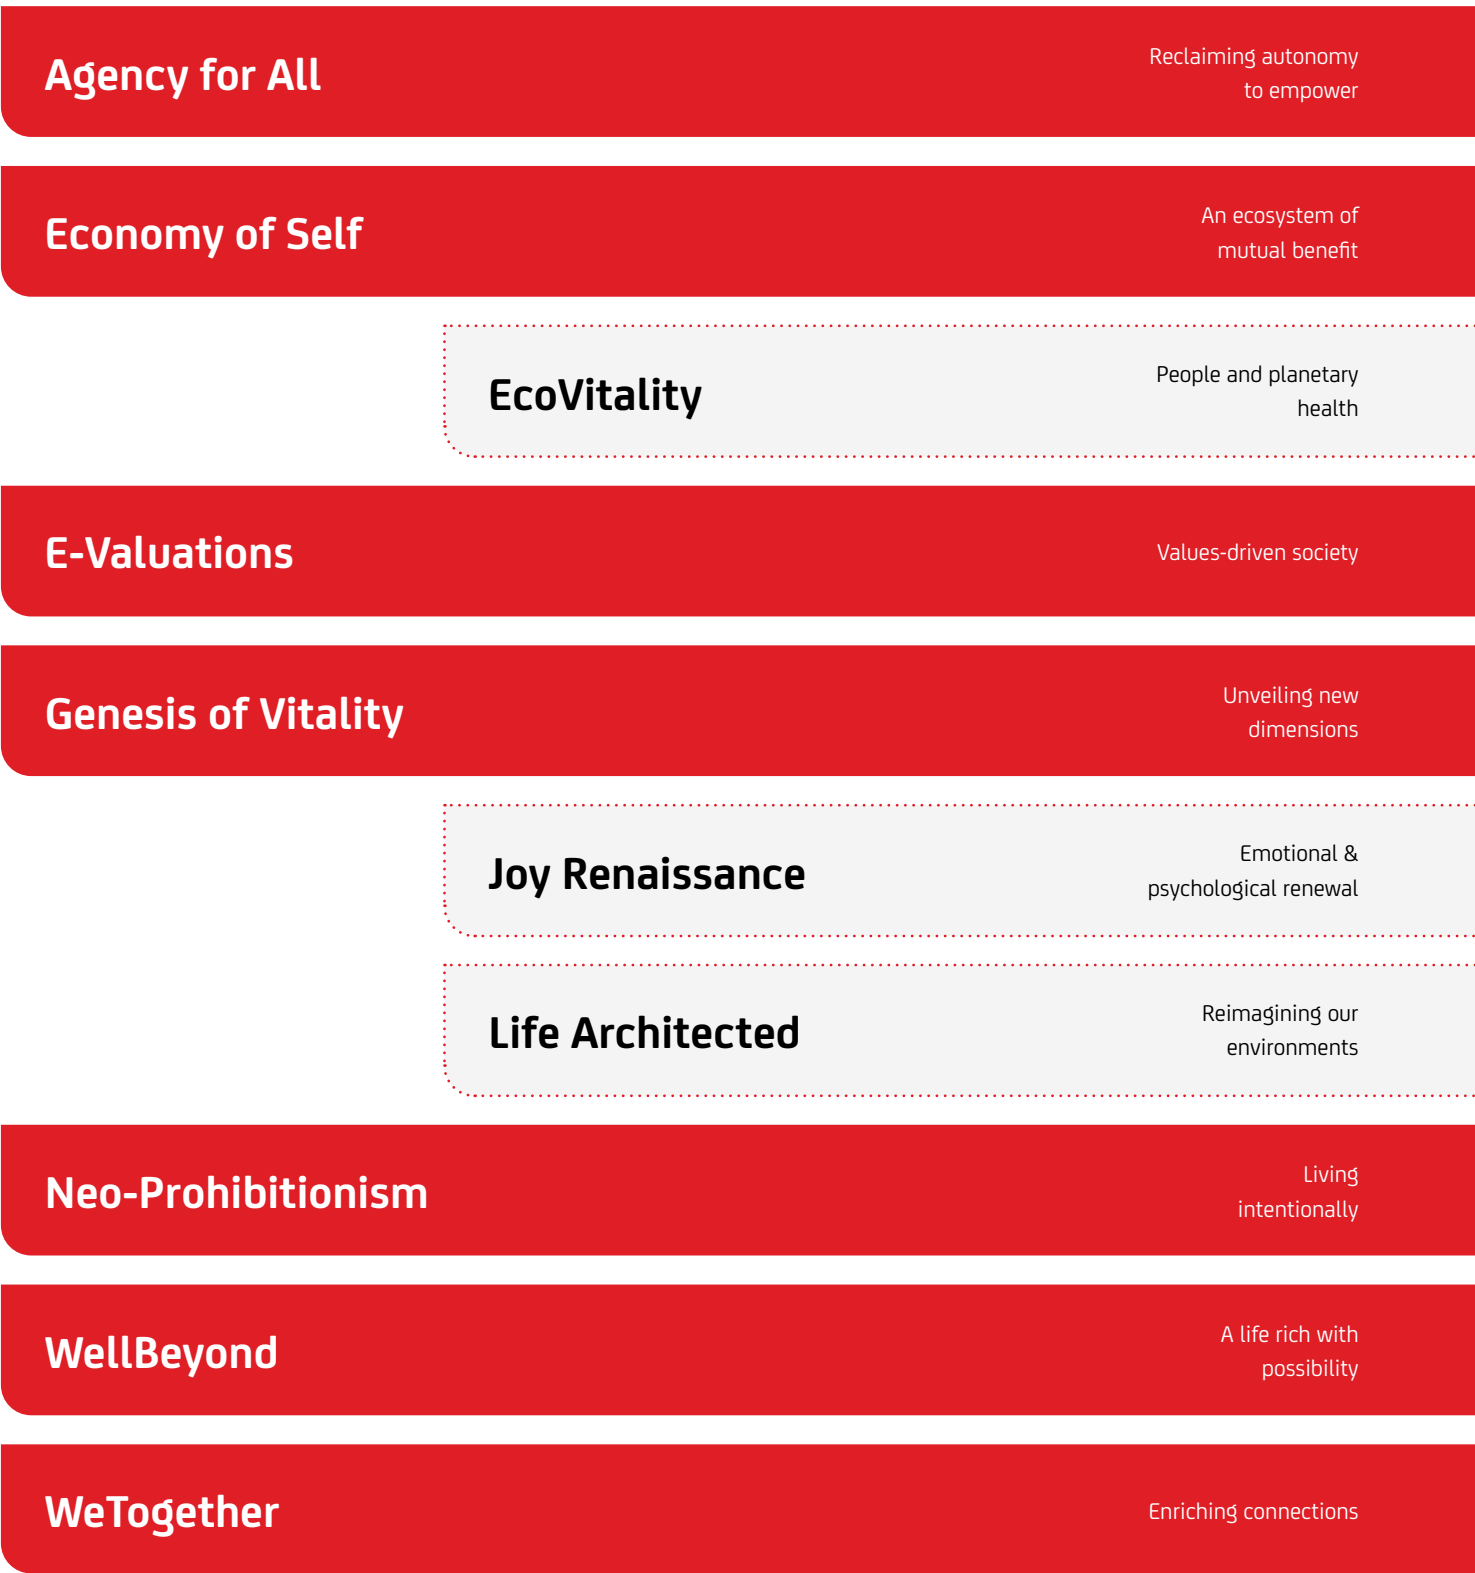 Agency for All
Reclaiming autonomy
to empower
Economy of Self
An ecosystem of
mutual benefit
EcoVitality
People and planetary
health
E-Valuations
Values-driven society
Genesis of Vitality
Unveiling new
dimensions
Joy Renaissance
Emotional &
psychological renewal
Life Architected
Reimagining our
environments
Neo-Prohibitionism
Living
intentionally
WellBeyond
A life rich with
possibility
WeTogether
Enriching connections